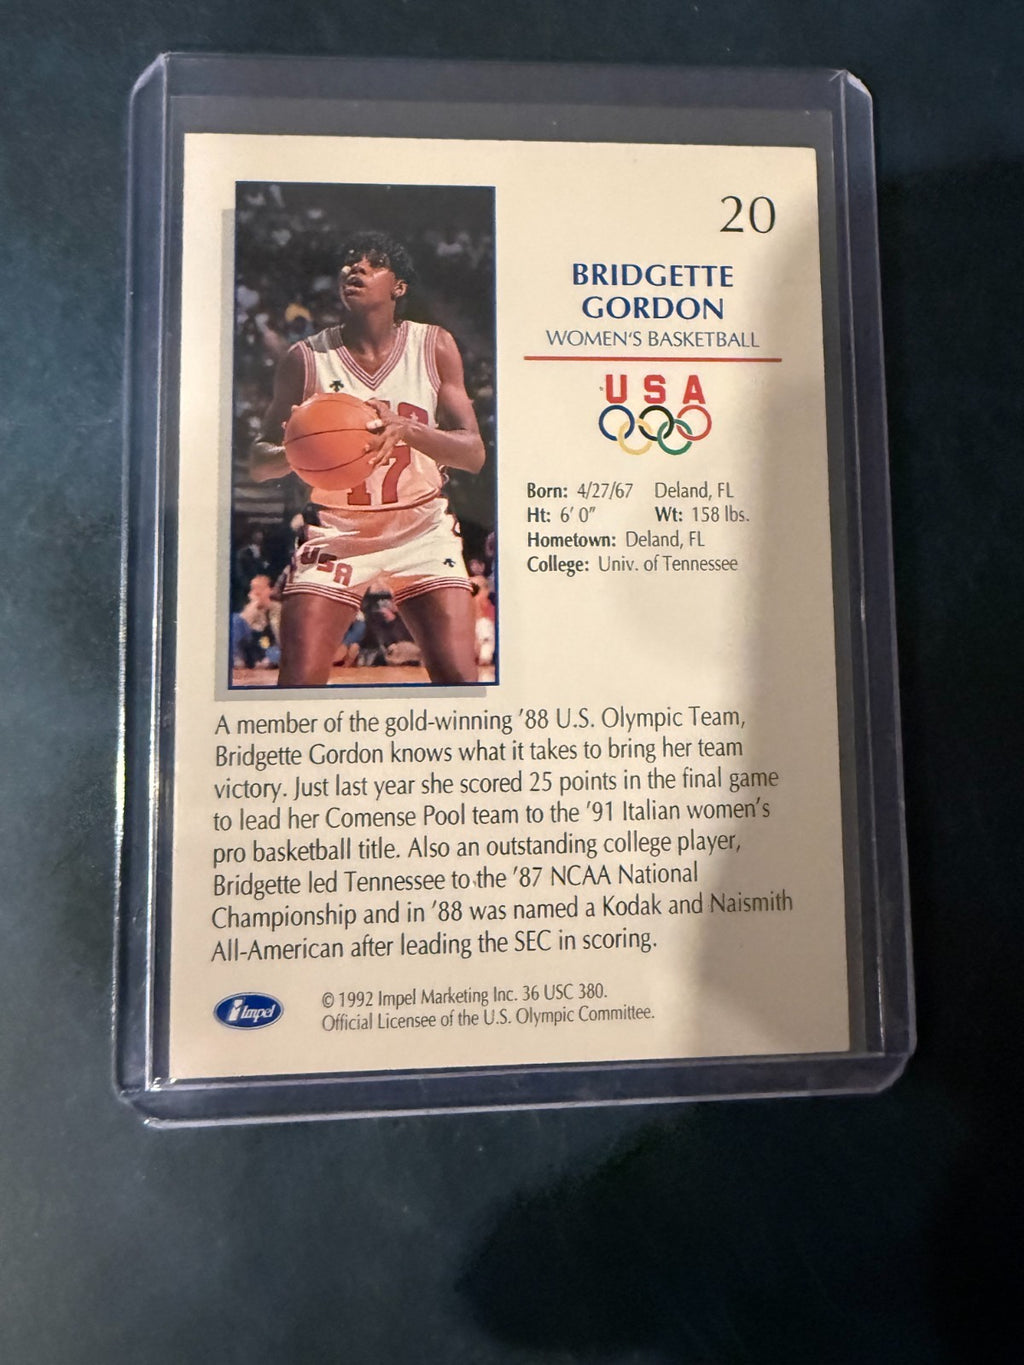 20
BRIDGETTE
GORDON
WOMEN'S BASKETBALL
USA
Born: 4/27/67 Deland, FL
Ht: 6' 0" Wt: 158 lbs.
Hometown: Deland, FL
College: Univ. of Tennessee
17
USA
A member of the gold-winning '88 U.S. Olympic Team,
Bridgette Gordon knows what it takes to bring her team
victory. Just last year she scored 25 points in the final game
to lead her Comense Pool team to the '91 Italian women's
pro basketball title. Also an outstanding college player,
Bridgette led Tennessee to the '87 NCAA National
Championship and in '88 was named a Kodak and Naismith
All-American after leading the SEC in scoring.
Impel
© 1992 Impel Marketing Inc. 36 USC 380.
Official Licensee of the U.S. Olympic Committee.